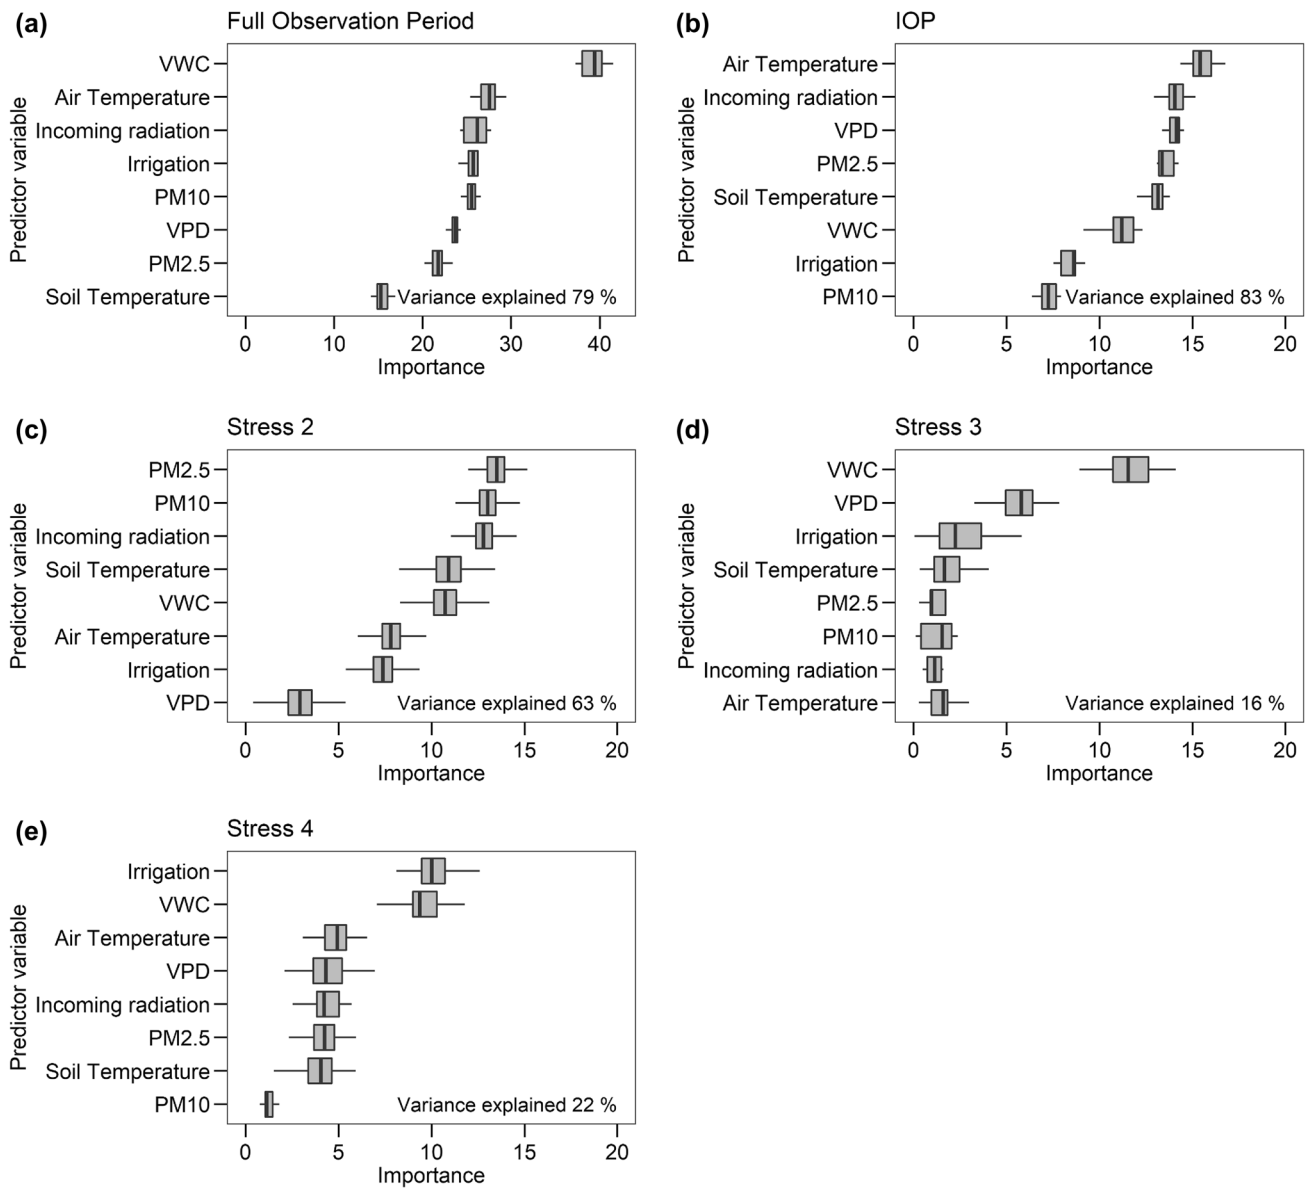 (a) Full Observation Period
Predictor variable
VWC
Air Temperature
Incoming radiation
Irrigation
PM10
VPD
PM2.5
Soil Temperature
Variance explained 79 %
0 10 20 30 40
Importance
(b) IOP
Predictor variable
Air Temperature
Incoming radiation
VPD
PM2.5
Soil Temperature
VWC
Irrigation
PM10
Variance explained 83 %
0 5 10 15 20
Importance
(c) Stress 2
Predictor variable
PM2.5
PM10
Incoming radiation
Soil Temperature
VWC
Air Temperature
Irrigation
VPD
Variance explained 63 %
0 5 10 15 20
Importance
(d) Stress 3
Predictor variable
VWC
VPD
Irrigation
Soil Temperature
PM2.5
PM10
Incoming radiation
Air Temperature
Variance explained 16 %
0 5 10 15 20
Importance
(e) Stress 4
Predictor variable
Irrigation
VWC
Air Temperature
VPD
Incoming radiation
PM2.5
Soil Temperature
PM10
Variance explained 22 %
0 5 10 15 20
Importance